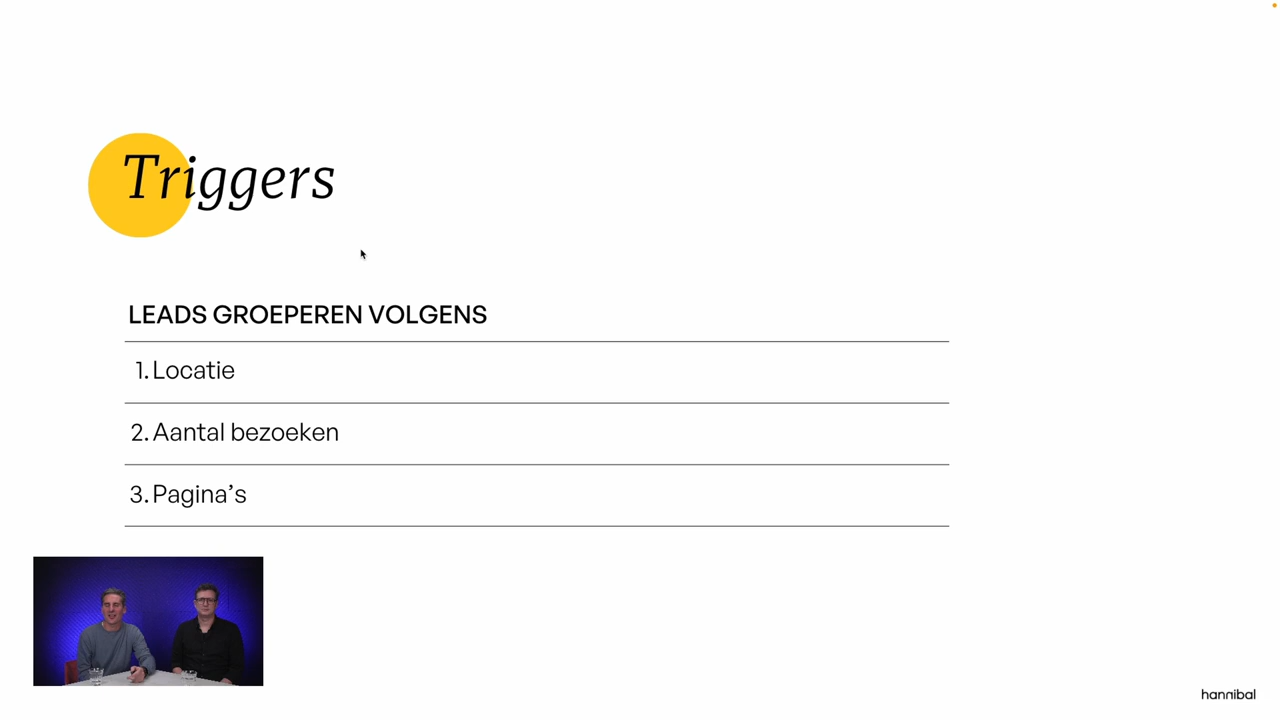 Triggers
LEADS GROEPEREN VOLGENS
1. Locatie
2. Aantal bezoeken
3. Pagina’s
hannibal